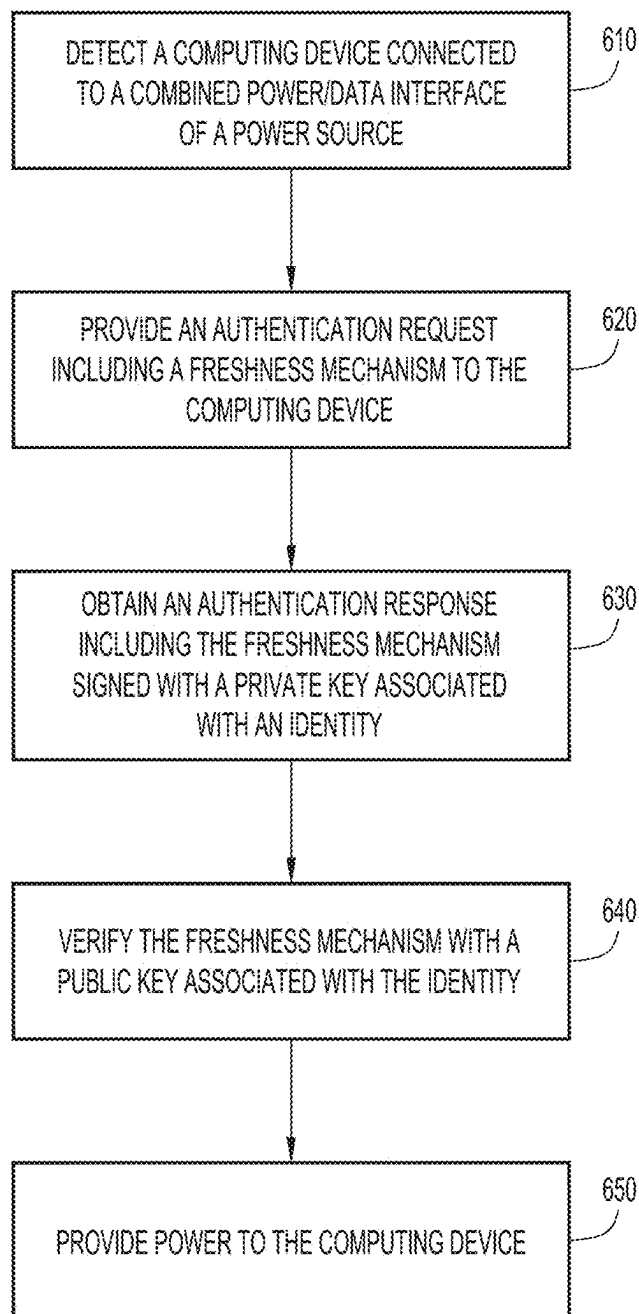 DETECT A COMPUTING DEVICE CONNECTED
TO A COMBINED POWER/DATA INTERFACE
OF A POWER SOURCE
610
PROVIDE AN AUTHENTICATION REQUEST
INCLUDING A FRESHNESS MECHANISM TO THE
COMPUTING DEVICE
620
OBTAIN AN AUTHENTICATION RESPONSE
INCLUDING THE FRESHNESS MECHANISM
SIGNED WITH A PRIVATE KEY ASSOCIATED
WITH AN IDENTITY
630
VERIFY THE FRESHNESS MECHANISM WITH A
PUBLIC KEY ASSOCIATED WITH THE IDENTITY
640
PROVIDE POWER TO THE COMPUTING DEVICE
650